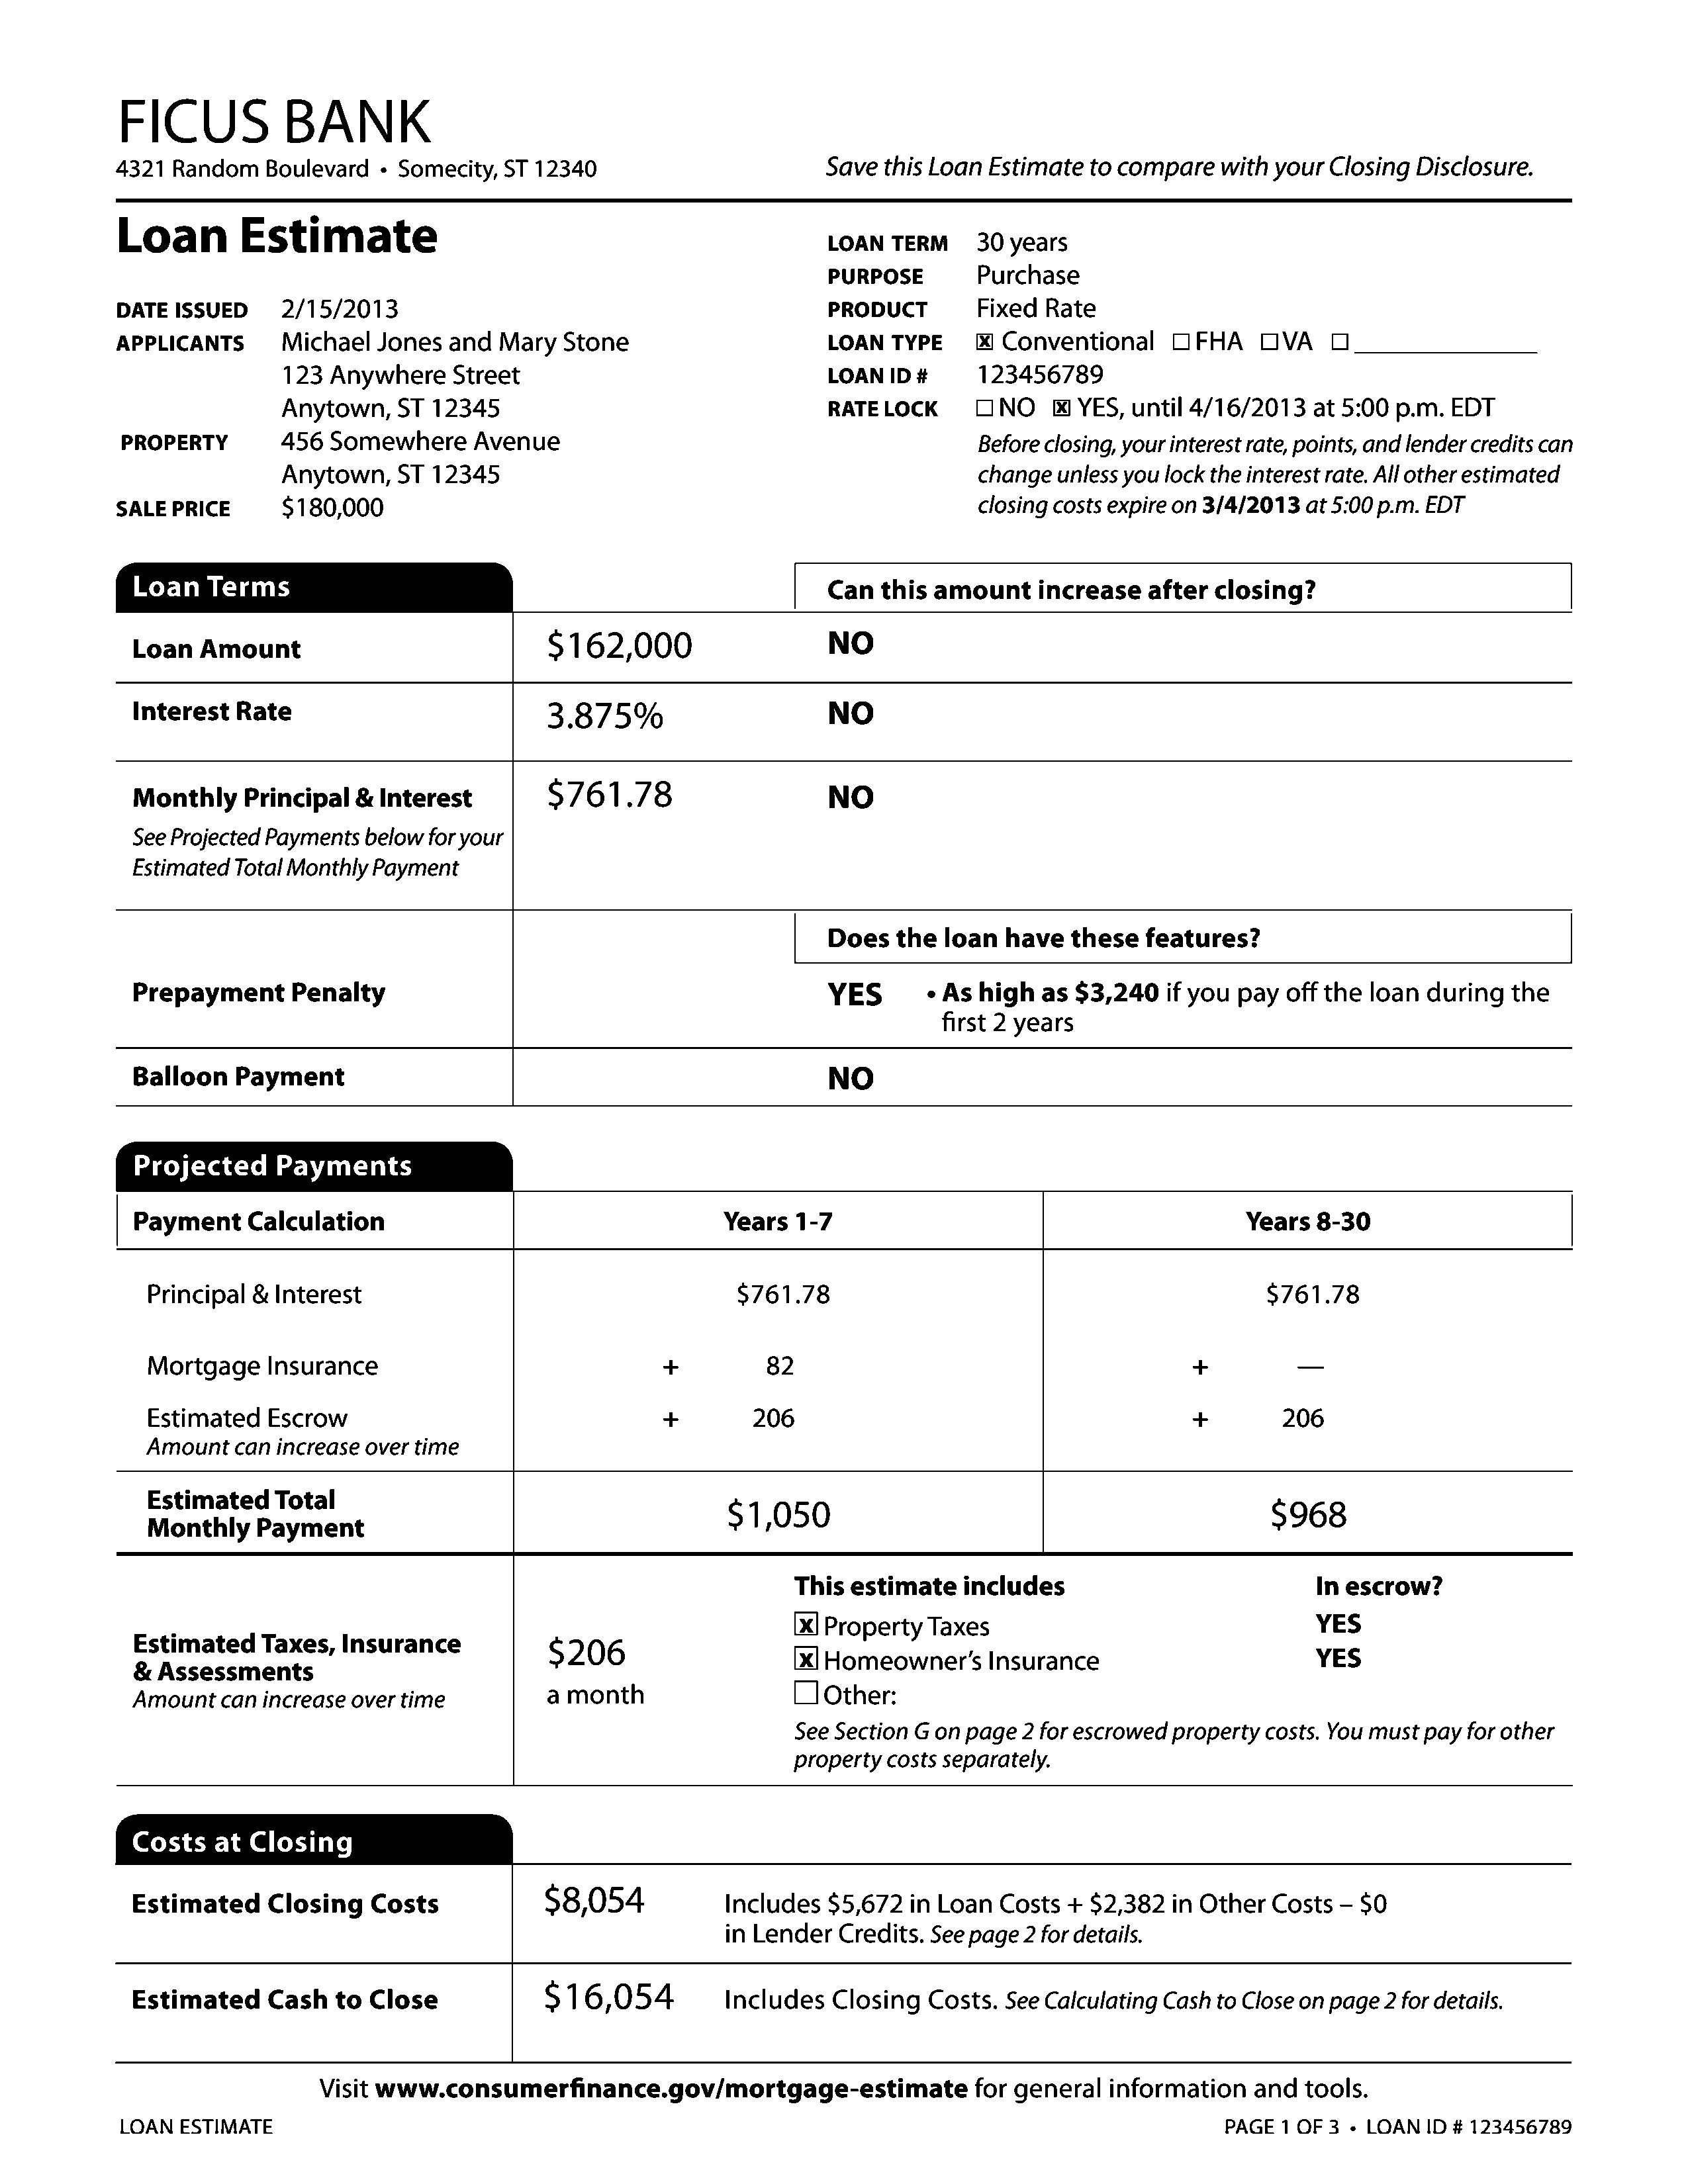 FICUS BANK
4321 Random Boulevard • Somecity, ST 12340
Save this Loan Estimate to compare with your Closing Disclosure.
Loan Estimate
DATE ISSUED 2/15/2013
APPLICANTS Michael Jones and Mary Stone
123 Anywhere Street
Anytown, ST 12345
PROPERTY 456 Somewhere Avenue
Anytown, ST 12345
SALE PRICE $180,000
LOAN TERM 30 years
PURPOSE Purchase
PRODUCT Fixed Rate
LOAN TYPE ☒ Conventional ☐ FHA ☐ VA ☐ ____________
LOAN ID # 123456789
RATE LOCK ☐ NO ☒ YES, until 4/16/2013 at 5:00 p.m. EDT
Before closing, your interest rate, points, and lender credits can
change unless you lock the interest rate. All other estimated
closing costs expire on 3/4/2013 at 5:00 p.m. EDT
Loan Terms Can this amount increase after closing?
Loan Amount $162,000 NO
Interest Rate 3.875% NO
Monthly Principal & Interest $761.78 NO
See Projected Payments below for your
Estimated Total Monthly Payment
Does the loan have these features?
Prepayment Penalty YES • As high as $3,240 if you pay off the loan during the
first 2 years
Balloon Payment NO
Projected Payments
Payment Calculation Years 1-7 Years 8-30
Principal & Interest $761.78 $761.78
Mortgage Insurance + 82 + —
Estimated Escrow + 206 + 206
Amount can increase over time
Estimated Total
Monthly Payment $1,050 $968
This estimate includes In escrow?
☒ Property Taxes YES
☒ Homeowner's Insurance YES
☐ Other:
Estimated Taxes, Insurance
& Assessments
Amount can increase over time
$206
a month
See Section G on page 2 for escrowed property costs. You must pay for other
property costs separately.
Costs at Closing
Estimated Closing Costs $8,054 Includes $5,672 in Loan Costs + $2,382 in Other Costs – $0
in Lender Credits. See page 2 for details.
Estimated Cash to Close $16,054 Includes Closing Costs. See Calculating Cash to Close on page 2 for details.
Visit www.consumerfinance.gov/mortgage-estimate for general information and tools.
LOAN ESTIMATE PAGE 1 OF 3 • LOAN ID # 123456789